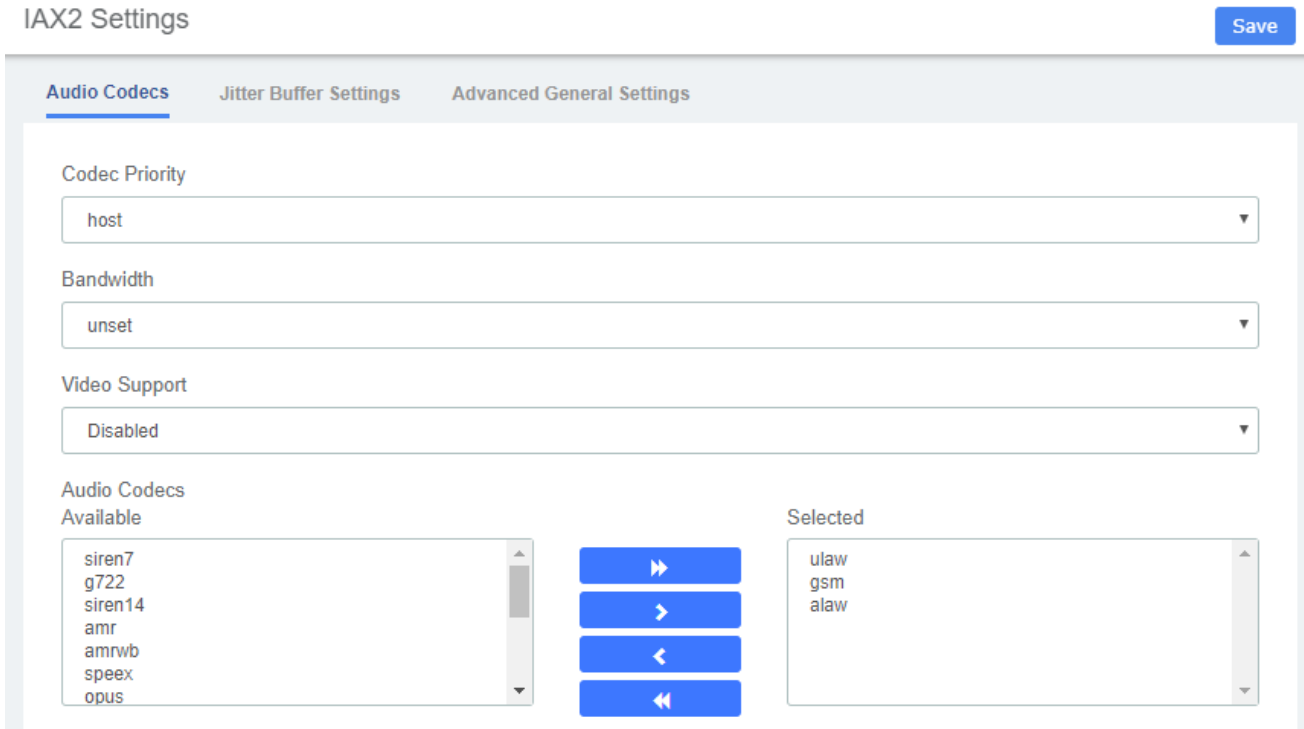 IAX2 Settings
Save
Audio Codecs Jitter Buffer Settings Advanced General Settings
Codec Priority
host
Bandwidth
unset
Video Support
Disabled
Audio Codecs
Available
siren7
g722
siren14
amr
amrwb
speex
opus
Selected
ulaw
gsm
alaw